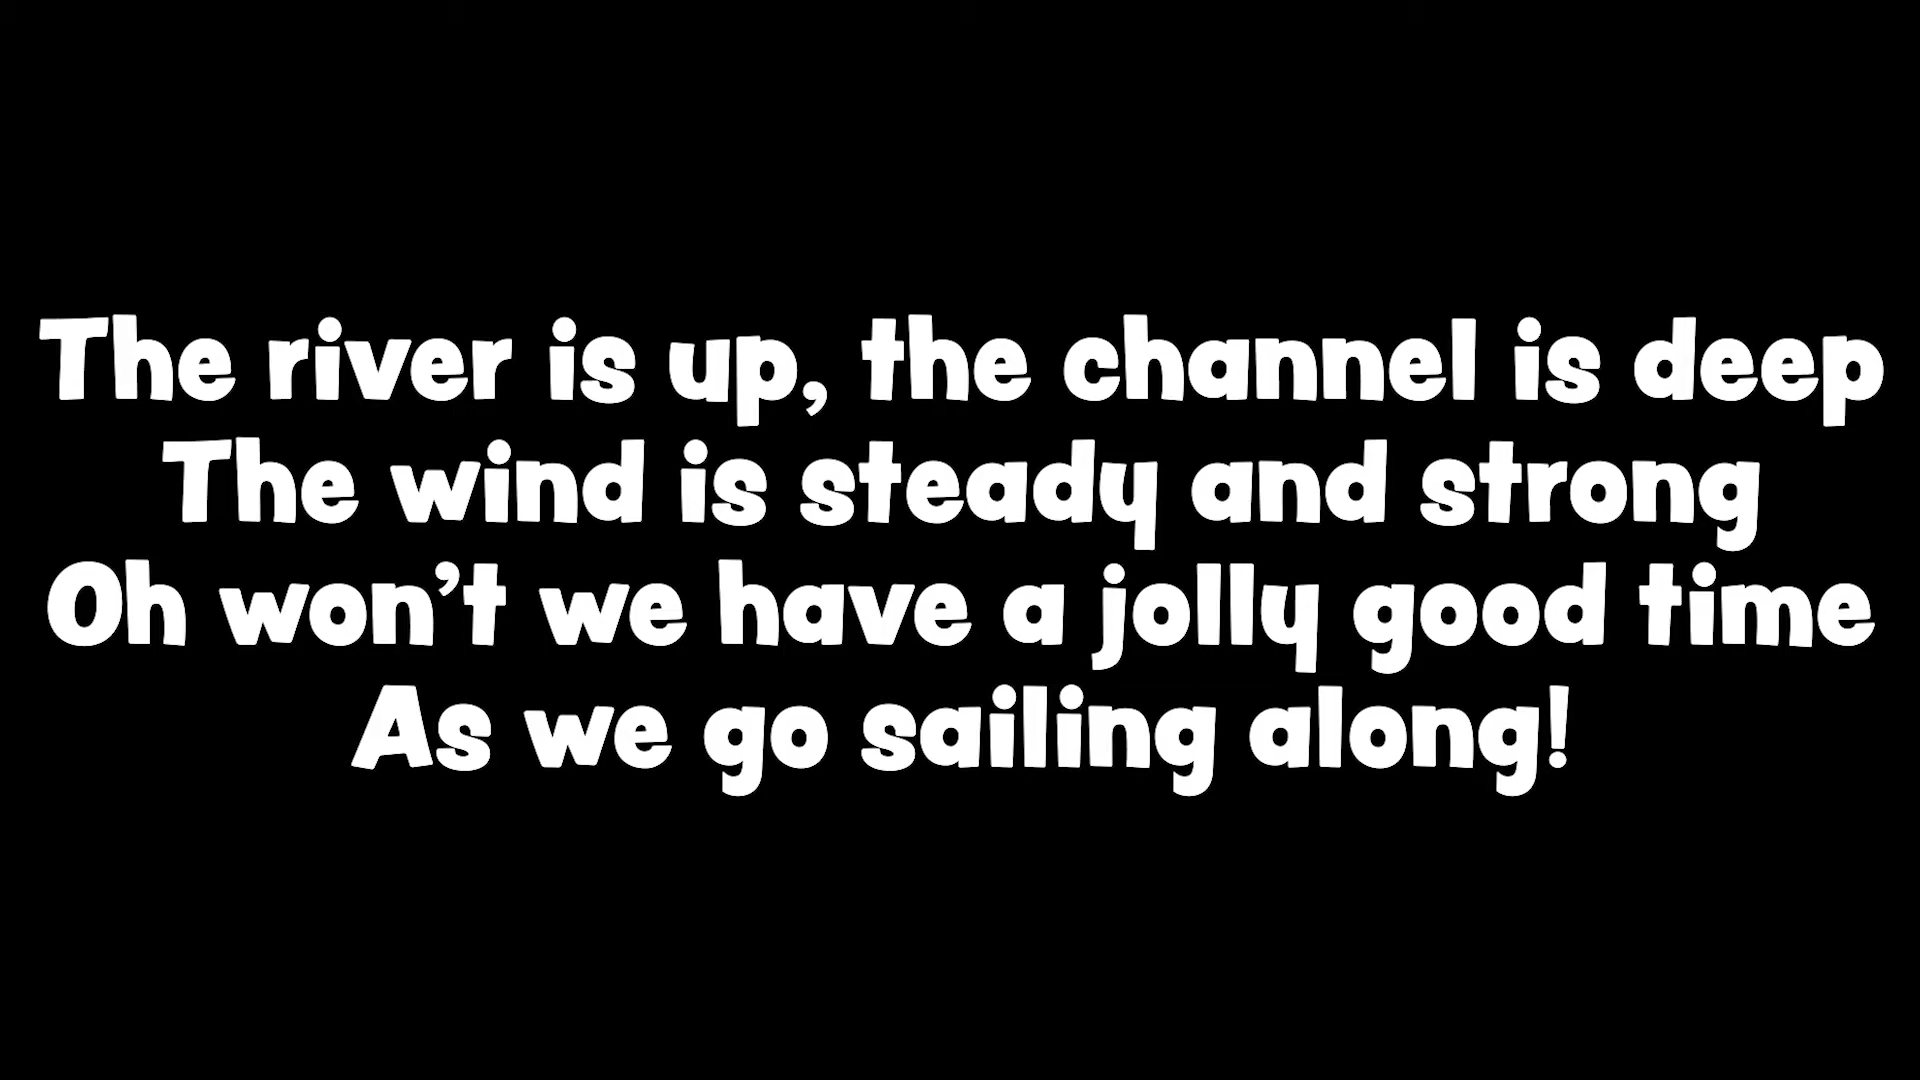 The river is up, the channel is deep
The wind is steady and strong
Oh won’t we have a jolly good time
As we go sailing along!